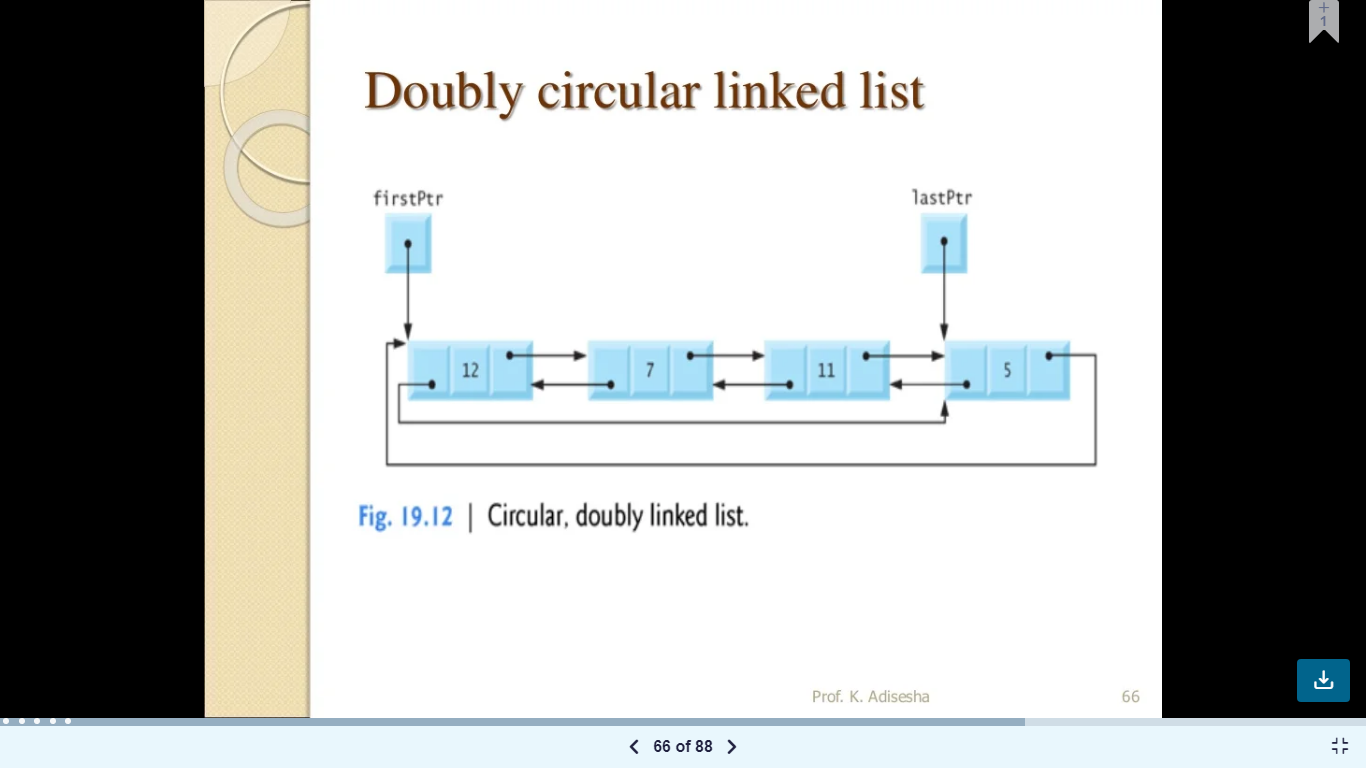 +
1
Doubly circular linked list
firstPtr
lastPtr
12
7
11
5
Fig. 19.12 | Circular, doubly linked list.
Prof. K. Adisesha
66
66 of 88